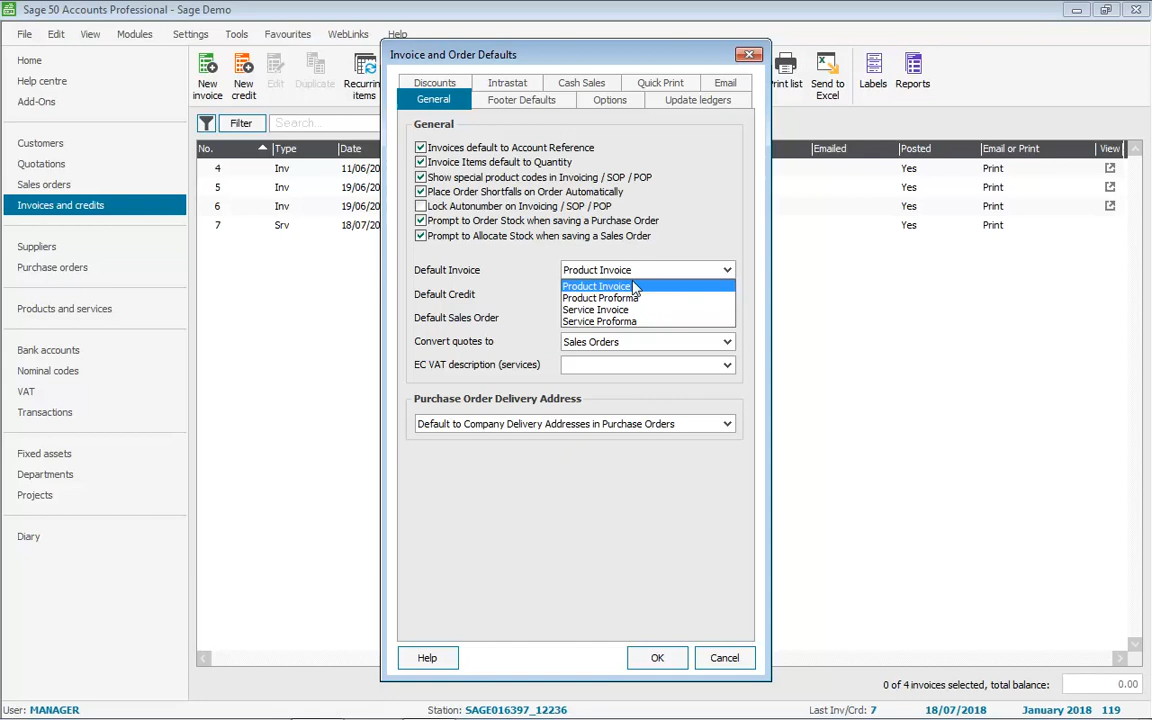 Sage 50 Accounts Professional - Sage Demo
File Edit View Modules Settings Tools Favourites WebLinks Help
Home
Help centre
Add-Ons
Customers
Quotations
Sales orders
Invoices and credits
Suppliers
Purchase orders
Products and services
Bank accounts
Nominal codes
VAT
Transactions
Fixed assets
Departments
Projects
Diary
New invoice
New credit
Edit
Duplicate
Recurring items
Print list
Send to Excel
Labels
Reports
Filter
Search...
No. Type Date Emailed Posted Email or Print View
4 Inv 11/06/20 Yes Print
5 Inv 19/06/20 Yes Print
6 Inv 19/06/20 Yes Print
7 Srv 18/07/20 Yes Print
Invoice and Order Defaults
Discounts Intrastat Cash Sales Quick Print Email
General Footer Defaults Options Update ledgers
General
Invoices default to Account Reference
Invoice Items default to Quantity
Show special product codes in Invoicing / SOP / POP
Place Order Shortfalls on Order Automatically
Lock Autonumber on Invoicing / SOP / POP
Prompt to Order Stock when saving a Purchase Order
Prompt to Allocate Stock when saving a Sales Order
Default Invoice Product Invoice
Product Invoice
Default Credit Product Proforma
Service Invoice
Default Sales Order Service Proforma
Convert quotes to Sales Orders
EC VAT description (services)
Purchase Order Delivery Address
Default to Company Delivery Addresses in Purchase Orders
Help OK Cancel
0 of 4 invoices selected, total balance: 0.00
User: MANAGER Station: SAGE016397_12236 Last Inv/Crd: 7 18/07/2018 January 2018 119